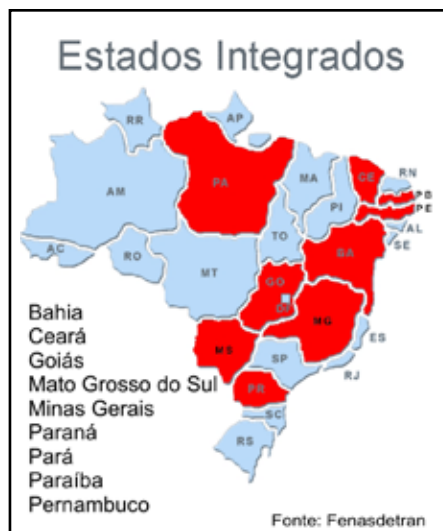 Estados Integrados
RR
AP
AM
PA
MA
CE
RN
PB
PE
PI
AL
SE
AC
RO
TO
BA
MT
GO
DF
MG
MS
ES
SP
RJ
PR
SC
RS
Bahia
Ceará
Goiás
Mato Grosso do Sul
Minas Gerais
Paraná
Pará
Paraíba
Pernambuco
Fonte: Fenasdetran